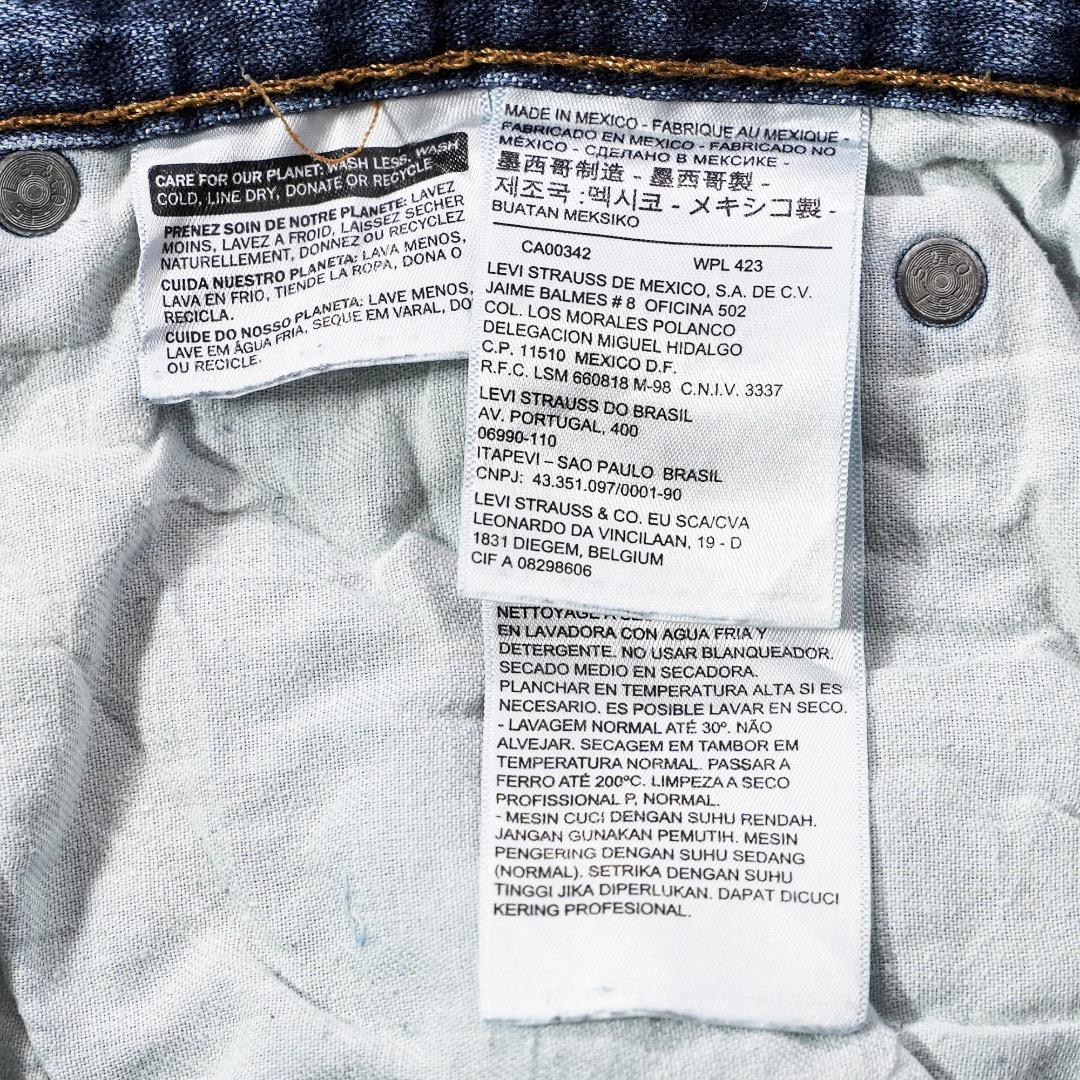 CARE FOR OUR PLANET: WASH LESS, WASH
COLD, LINE DRY, DONATE OR RECYCLE
PRENEZ SOIN DE NOTRE PLANETE: LAVEZ
MOINS, LAVEZ A FROID, LAISSEZ SECHER
NATURELLEMENT, DONNEZ OU RECYCLEZ
CUIDA NUESTRO PLANETA: LAVA MENOS,
LAVA EN FRIO, TIENDE LA ROPA, DONA O
RECICLA.
CUIDE DO NOSSO PLANETA: LAVE MENOS,
LAVE EM ÁGUA FRIA, SEQUE EM VARAL, DO
OU RECICLE.
MADE IN MEXICO - FABRIQUE AU MEXIQUE -
FABRICADO EN MEXICO - FABRICADO NO
MÉXICO - СДЕЛАНО В МЕКСИКЕ -
墨西哥制造 - 墨西哥製 -
제조국 :멕시코 - メキシコ製 -
BUATAN MEKSIKO
CA00342 WPL 423
LEVI STRAUSS DE MEXICO, S.A. DE C.V.
JAIME BALMES # 8 OFICINA 502
COL. LOS MORALES POLANCO
DELEGACION MIGUEL HIDALGO
C.P. 11510 MEXICO D.F.
R.F.C. LSM 660818 M-98 C.N.I.V. 3337
LEVI STRAUSS DO BRASIL
AV. PORTUGAL, 400
06990-110
ITAPEVI – SAO PAULO BRASIL
CNPJ: 43.351.097/0001-90
LEVI STRAUSS & CO. EU SCA/CVA
LEONARDO DA VINCILAAN, 19 - D
1831 DIEGEM, BELGIUM
CIF A 08298606
NETTOYAGE A
EN LAVADORA CON AGUA FRIA Y
DETERGENTE. NO USAR BLANQUEADOR.
SECADO MEDIO EN SECADORA.
PLANCHAR EN TEMPERATURA ALTA SI ES
NECESARIO. ES POSIBLE LAVAR EN SECO.
- LAVAGEM NORMAL ATÉ 30º. NÃO
ALVEJAR. SECAGEM EM TAMBOR EM
TEMPERATURA NORMAL. PASSAR A
FERRO ATÉ 200ºC. LIMPEZA A SECO
PROFISSIONAL P, NORMAL.
- MESIN CUCI DENGAN SUHU RENDAH.
JANGAN GUNAKAN PEMUTIH. MESIN
PENGERING DENGAN SUHU SEDANG
(NORMAL). SETRIKA DENGAN SUHU
TINGGI JIKA DIPERLUKAN. DAPAT DICUCI
KERING PROFESIONAL.